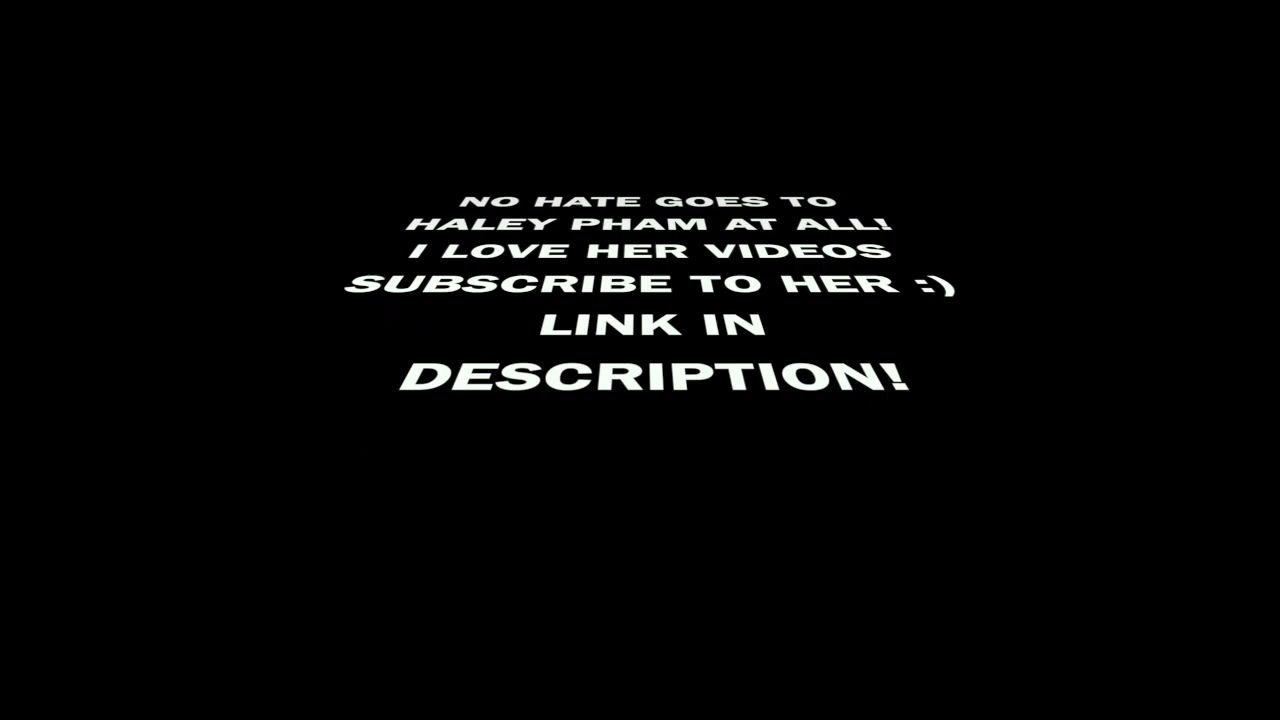 NO HATE GOES TO
HALEY PHAM AT ALL!
I LOVE HER VIDEOS
SUBSCRIBE TO HER :)
LINK IN
DESCRIPTION!